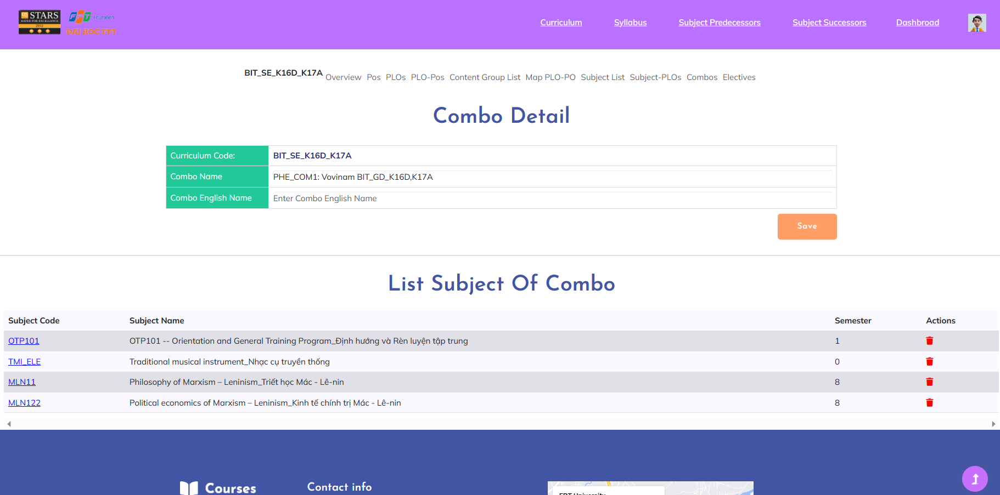 QS STARS
RATED FOR EXCELLENCE
2012
FPT Education
ĐẠI HỌC FPT
Curriculum
Syllabus
Subject Predecessors
Subject Successors
Dashbroad
BIT_SE_K16D_K17A
Overview Pos PLOs PLO-Pos Content Group List Map PLO-PO Subject List Subject-PLOs Combos Electives
Combo Detail
Curriculum Code: BIT_SE_K16D_K17A
Combo Name PHE_COM1: Vovinam BIT_GD_K16D,K17A
Combo English Name Enter Combo English Name
Save
List Subject Of Combo
Subject Code Subject Name Semester Actions
OTP101 OTP101 -- Orientation and General Training Program_Định hướng và Rèn luyện tập trung 1
TMI_ELE Traditional musical instrument_Nhạc cụ truyền thống 0
MLN11 Philosophy of Marxism – Leninism_Triết học Mác - Lê-nin 8
MLN122 Political economics of Marxism – Leninism_Kinh tế chính trị Mác - Lê-nin 8
Courses
Contact info
FPT University